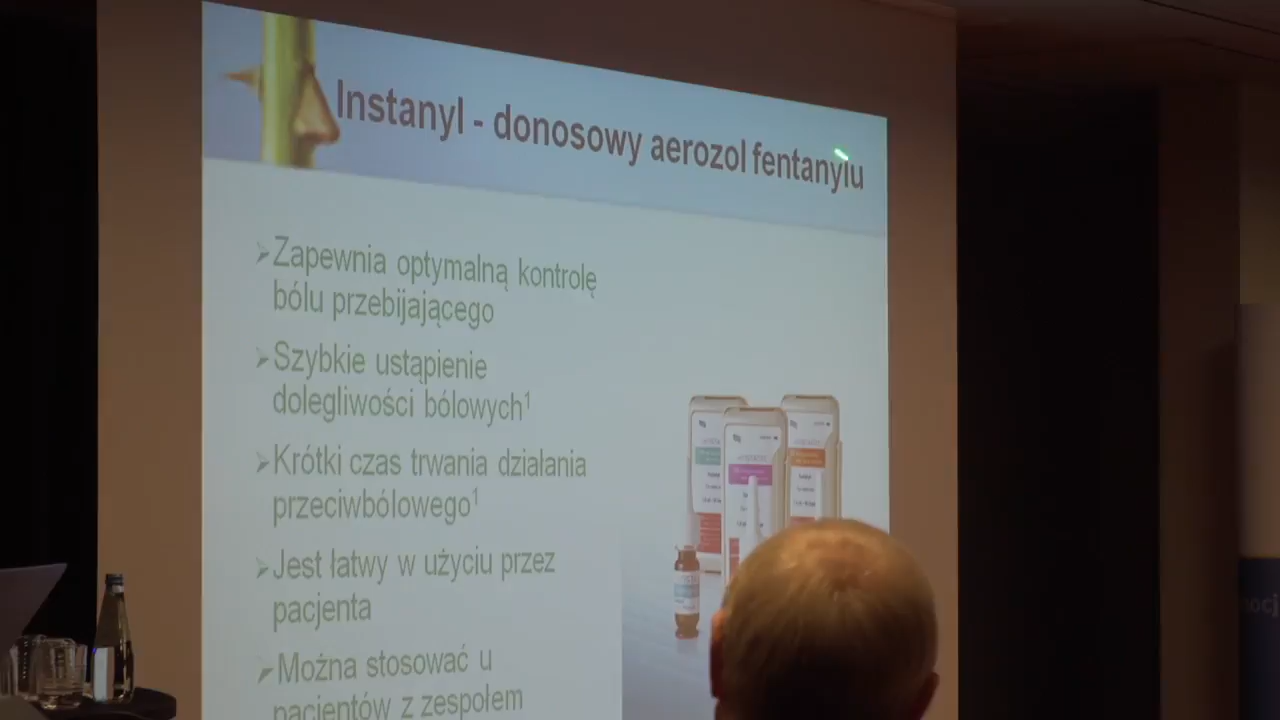 Instanyl - donosowy aerozol fentanylu
➢Zapewnia optymalną kontrolę
bólu przebijającego
➢Szybkie ustąpienie
dolegliwości bólowych¹
➢Krótki czas trwania działania
przeciwbólowego¹
➢Jest łatwy w użyciu przez
pacjenta
➢Można stosować u
pacjentów z zespołem